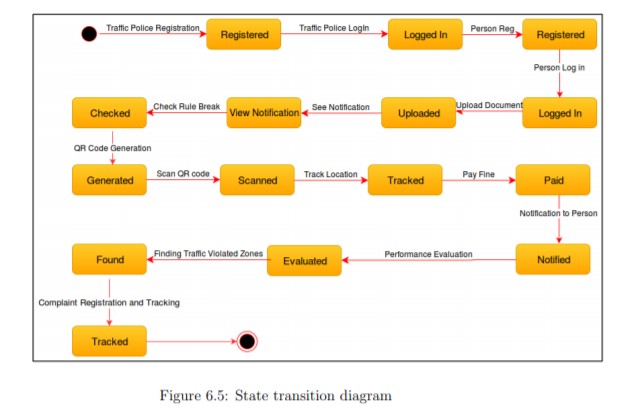 Traffic Police Registration
Registered
Traffic Police LogIn
Logged In
Person Reg
Registered
Person Log in
Logged In
Upload Document
Uploaded
See Notification
View Notification
Check Rule Break
Checked
QR Code Generation
Generated
Scan QR code
Scanned
Track Location
Tracked
Pay Fine
Paid
Notification to Person
Notified
Performance Evaluation
Evaluated
Finding Traffic Violated Zones
Found
Complaint Registration and Tracking
Tracked
Figure 6.5: State transition diagram